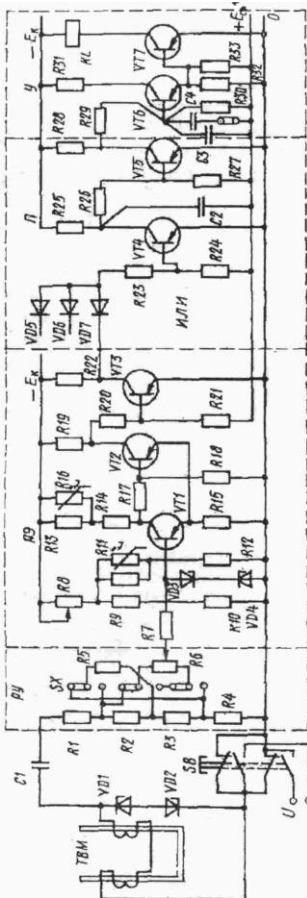 ТВМ
VD1
VD2
C1
SB
U
РУ
R1
R2
R3
R4
SX
R5
R6
R7
R8
R9
R11
R10
R12
VD3
VD4
R13
R16
R14
VT1
R15
R17
VT2
R18
R19
R20
R21
R22
VT3
−Eк
VD5
VD6
VD7
ИЛИ
R23
R24
VT4
П
R25
R26
C2
VT5
R27
R28
R29
C3
C4
VT6
R30
У
R31
R32
R33
KL
VT7
−Eк
0